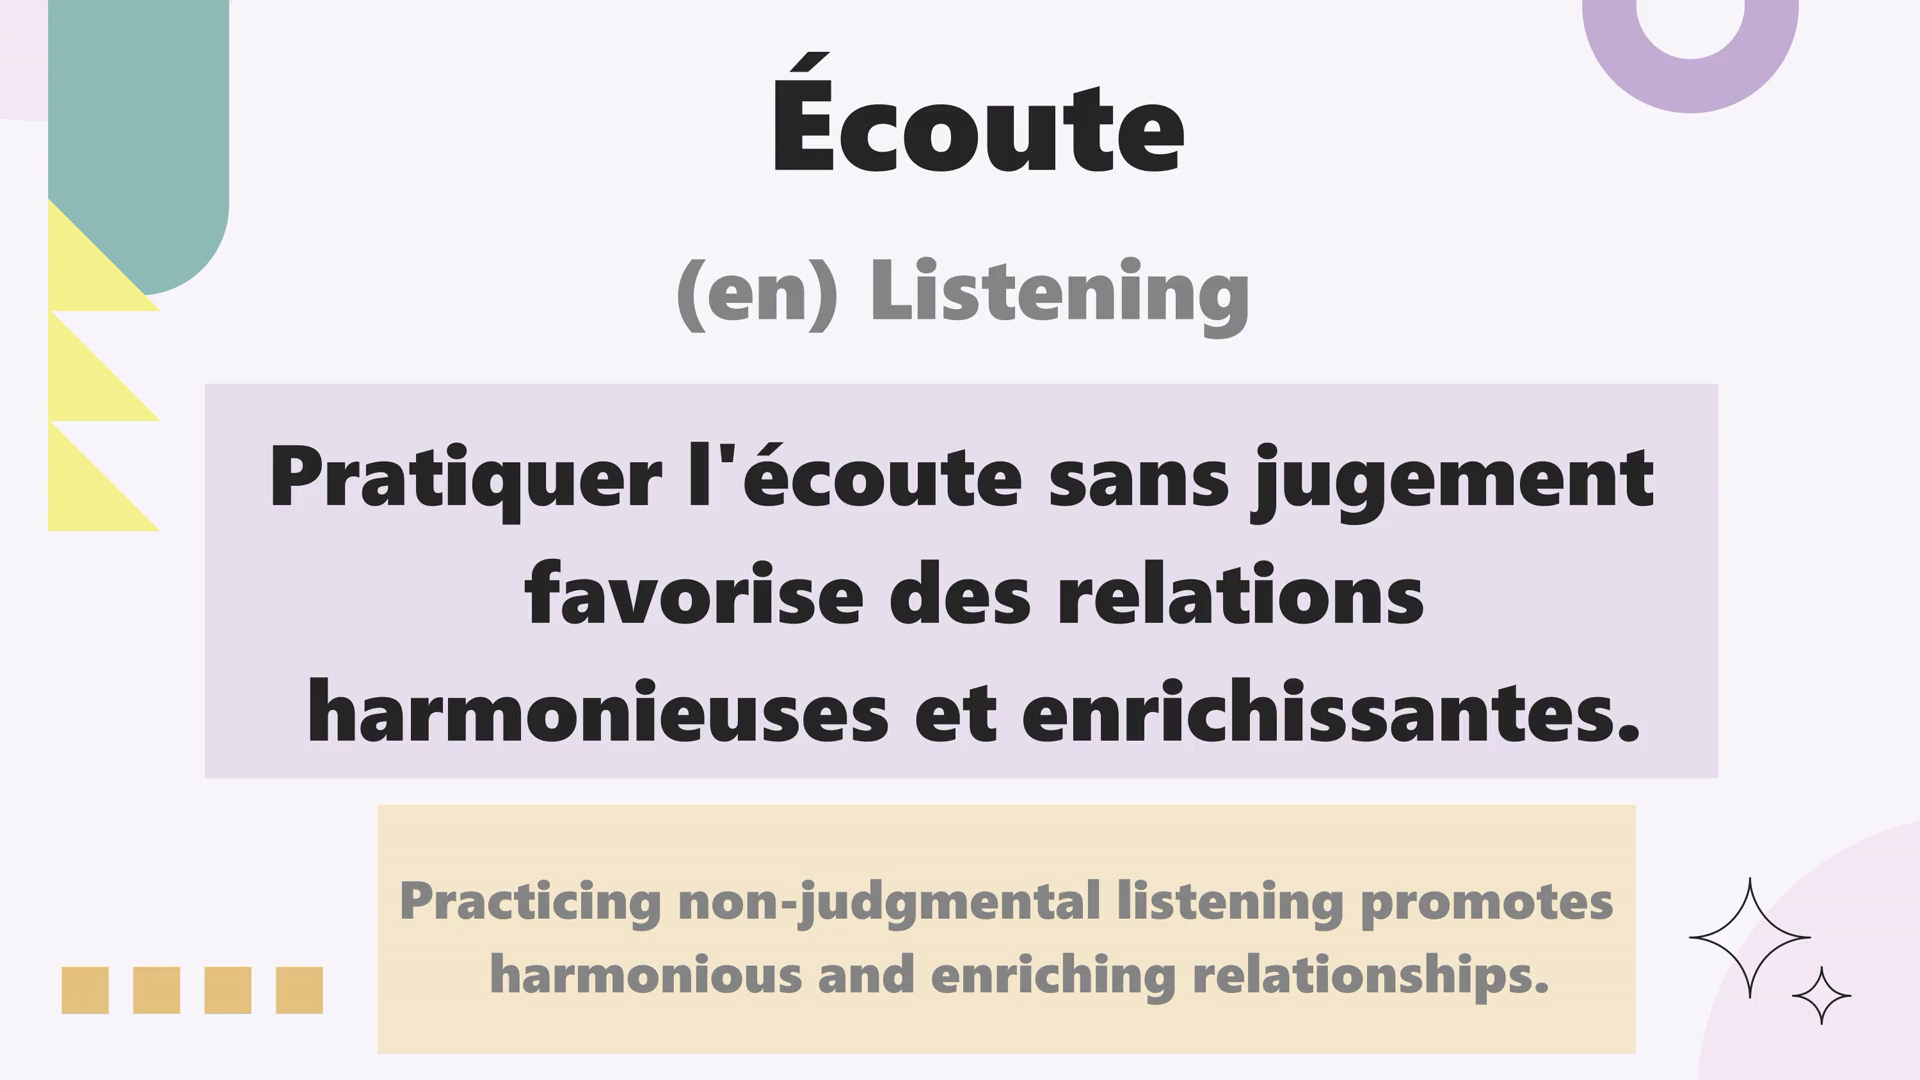 Écoute
(en) Listening
Pratiquer l'écoute sans jugement
favorise des relations
harmonieuses et enrichissantes.
Practicing non-judgmental listening promotes
harmonious and enriching relationships.